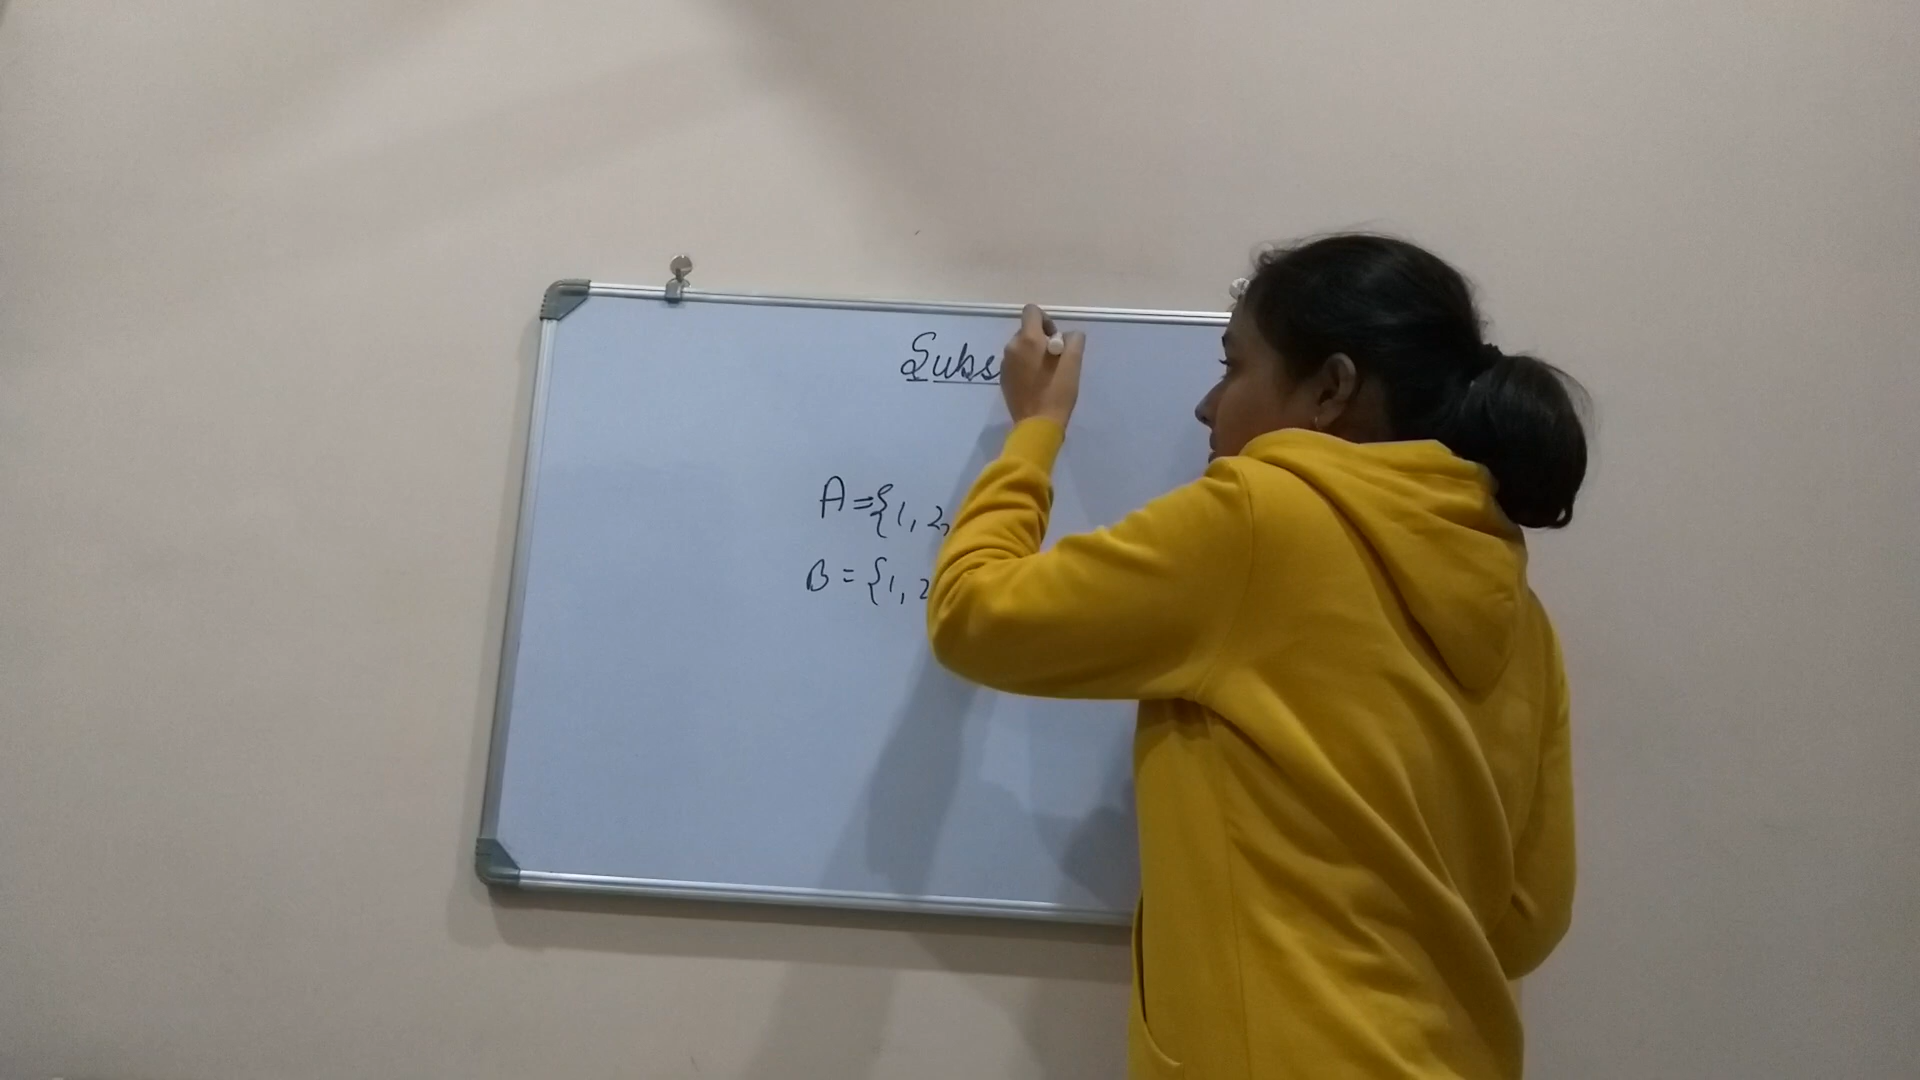 Subs
A={1, 2,
B = {1, 2